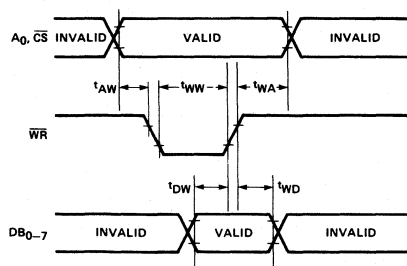 A0, CS INVALID VALID INVALID
tAW tWW tWA
WR
tDW tWD
DB0–7 INVALID VALID INVALID